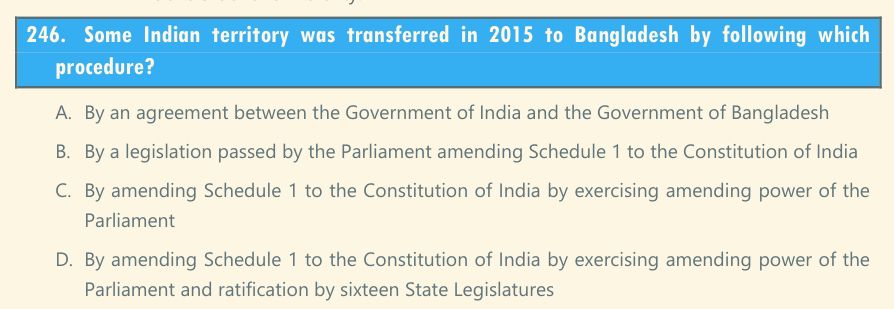 246. Some Indian territory was transferred in 2015 to Bangladesh by following which
procedure?
A. By an agreement between the Government of India and the Government of Bangladesh
B. By a legislation passed by the Parliament amending Schedule 1 to the Constitution of India
C. By amending Schedule 1 to the Constitution of India by exercising amending power of the
Parliament
D. By amending Schedule 1 to the Constitution of India by exercising amending power of the
Parliament and ratification by sixteen State Legislatures